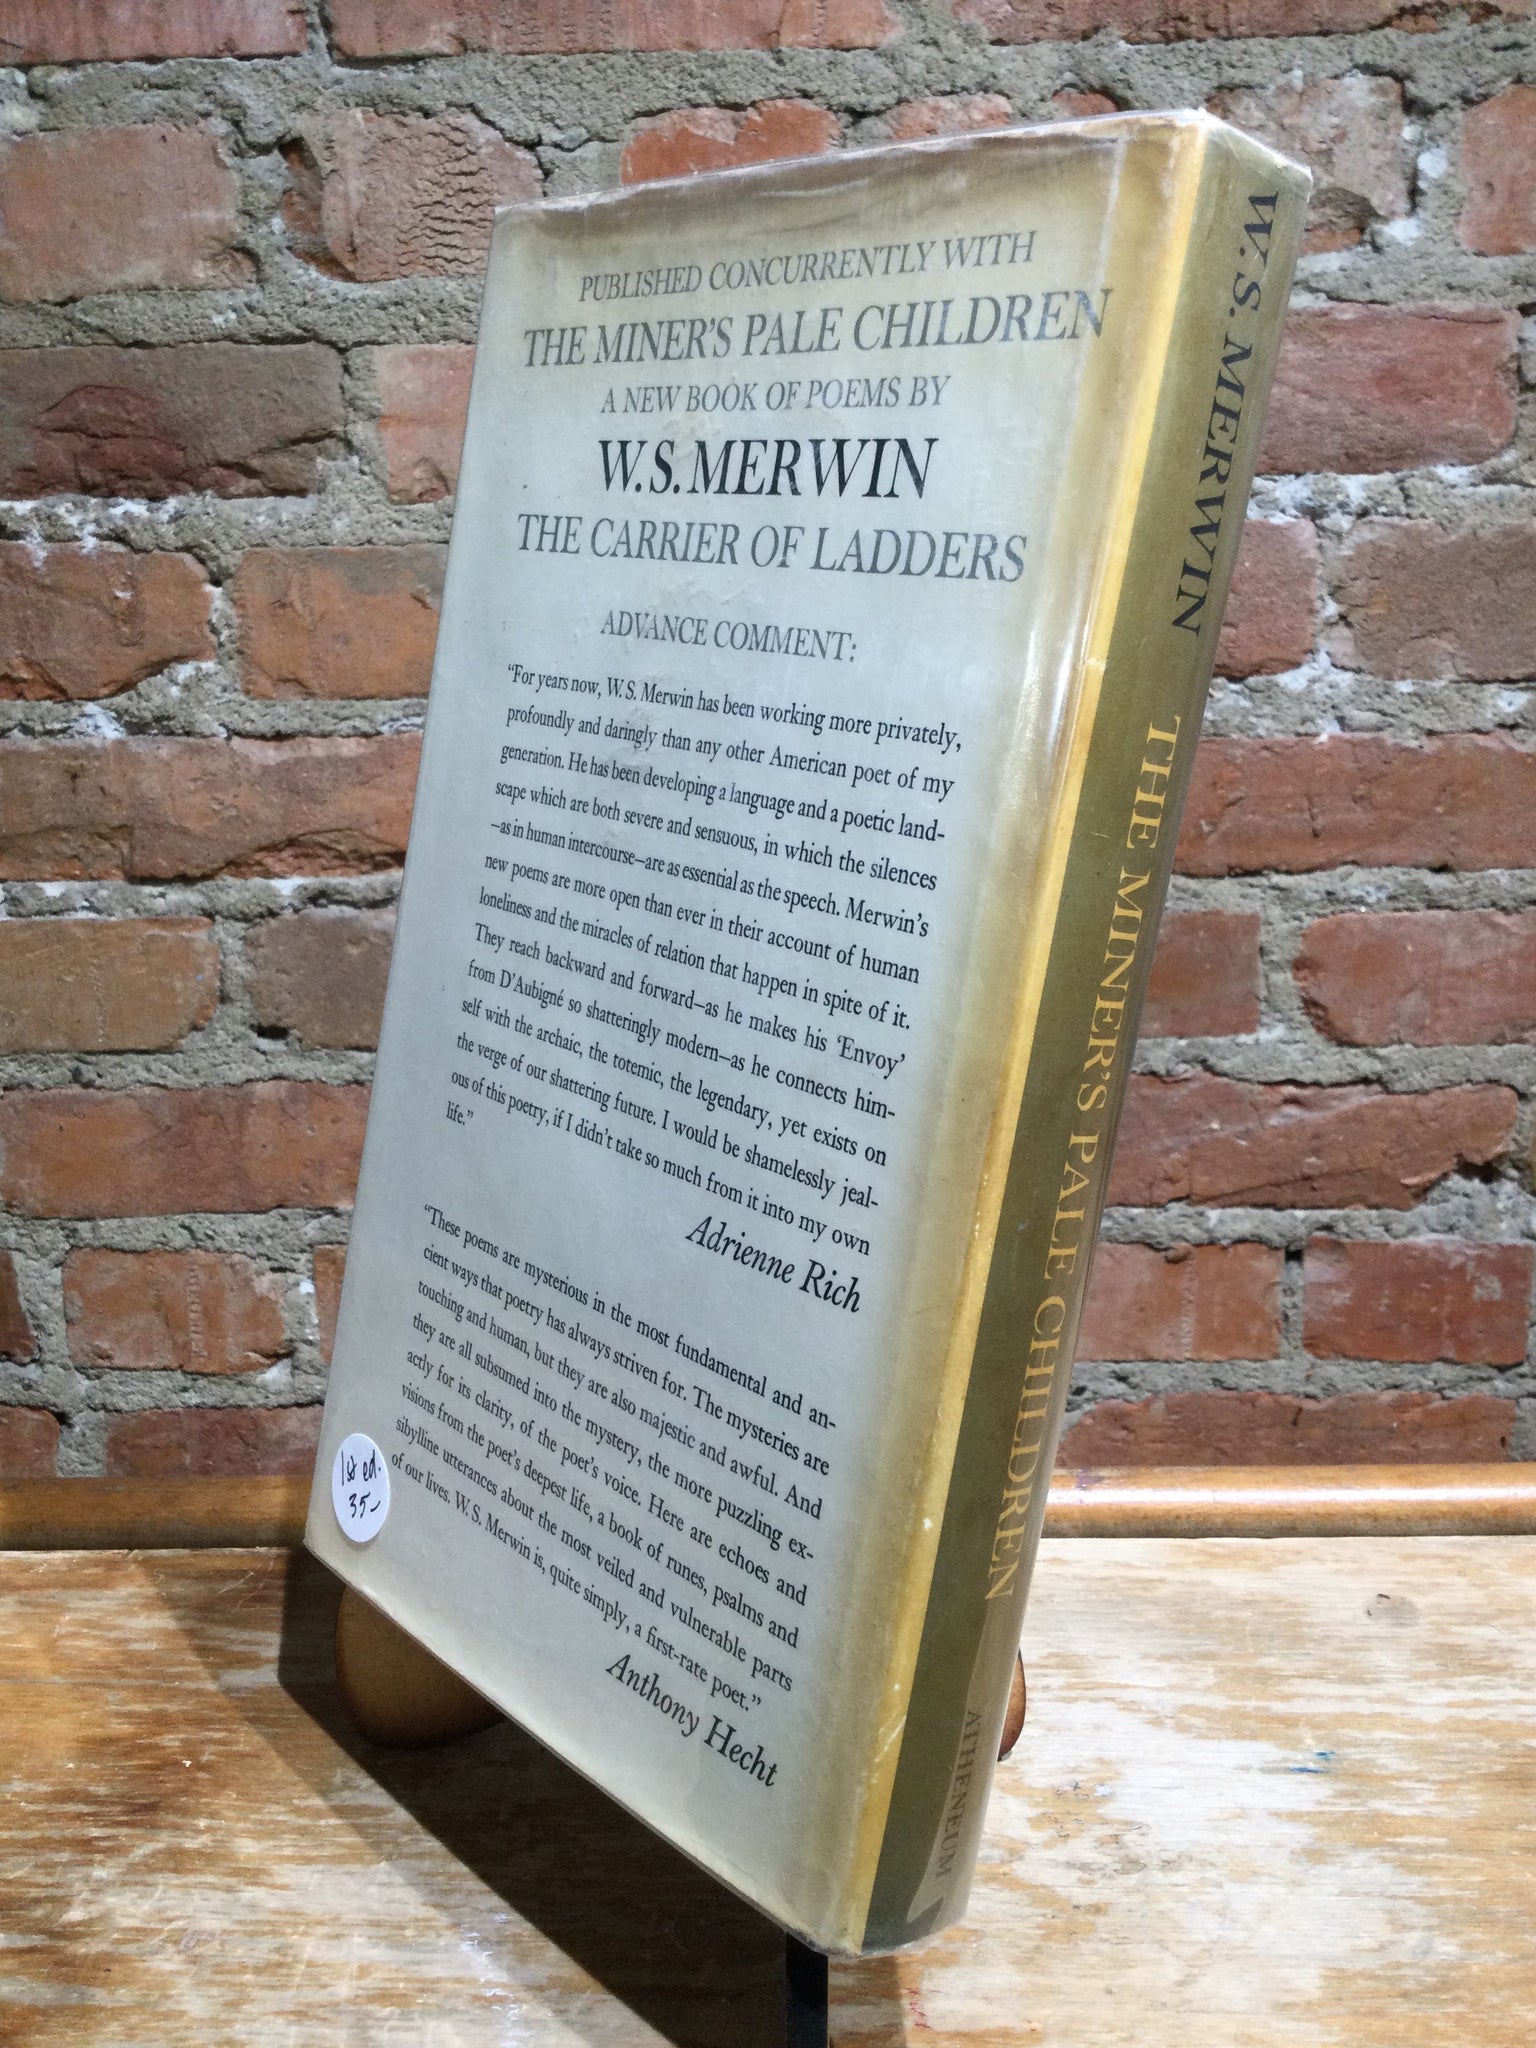 PUBLISHED CONCURRENTLY WITH
THE MINER'S PALE CHILDREN
A NEW BOOK OF POEMS BY
W.S. MERWIN
THE CARRIER OF LADDERS
ADVANCE COMMENT:
“For years now, W. S. Merwin has been working more privately,
profoundly and daringly than any other American poet of my
generation. He has been developing a language and a poetic land-
scape which are both severe and sensuous, in which the silences
—as in human intercourse—are as essential as the speech. Merwin’s
new poems are more open than ever in their account of human
loneliness and the miracles of relation that happen in spite of it.
They reach backward and forward—as he makes his ‘Envoy’
from D’Aubigné so shatteringly modern—as he connects him-
self with the archaic, the totemic, the legendary, yet exists on
the verge of our shattering future. I would be shamelessly jeal-
ous of this poetry, if I didn’t take so much from it into my own
life.”
Adrienne Rich
“These poems are mysterious in the most fundamental and an-
cient ways that poetry has always striven for. The mysteries are
touching and human, but they are also majestic and awful. And
they are all subsumed into the mystery, the more puzzling ex-
actly for its clarity, of the poet’s voice. Here are echoes and
visions from the poet’s deepest life, a book of runes, psalms and
sibylline utterances about the most veiled and vulnerable parts
of our lives. W. S. Merwin is, quite simply, a first-rate poet.”
Anthony Hecht
1st ed.
35-
W. S. MERWIN THE MINER'S PALE CHILDREN ATHENEUM